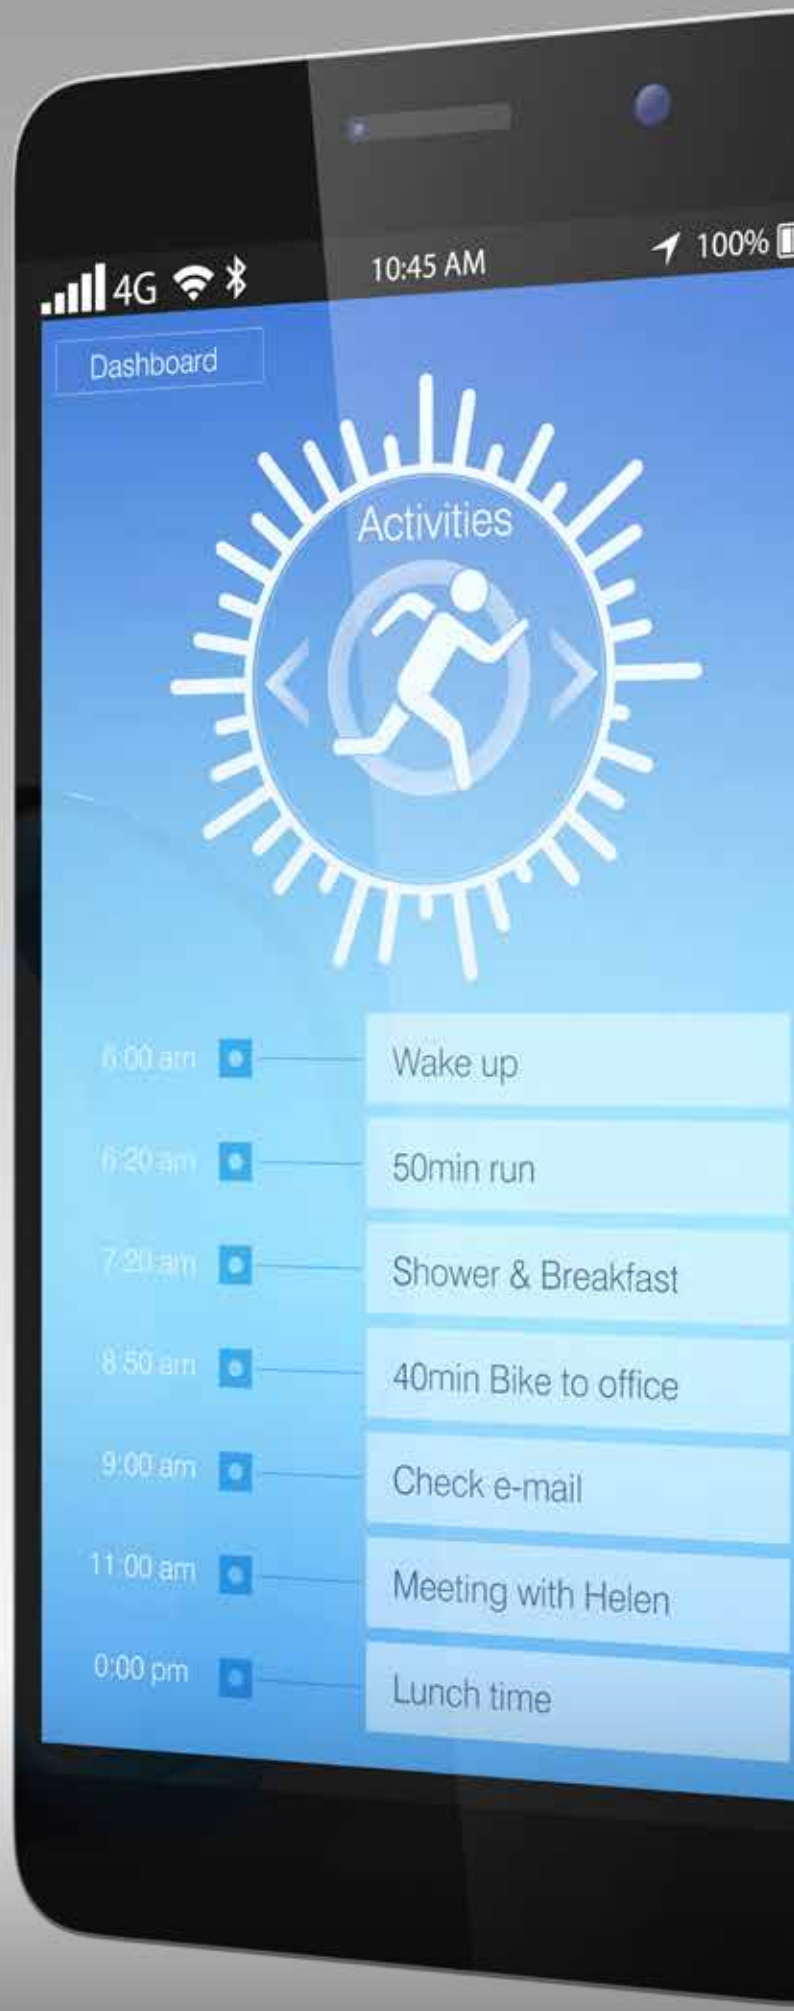 4G 10:45 AM 100%
Dashboard
Activities
6:00 am Wake up
6:20 am 50min run
7:20 am Shower & Breakfast
8:50 am 40min Bike to office
9:00 am Check e-mail
11:00 am Meeting with Helen
0:00 pm Lunch time